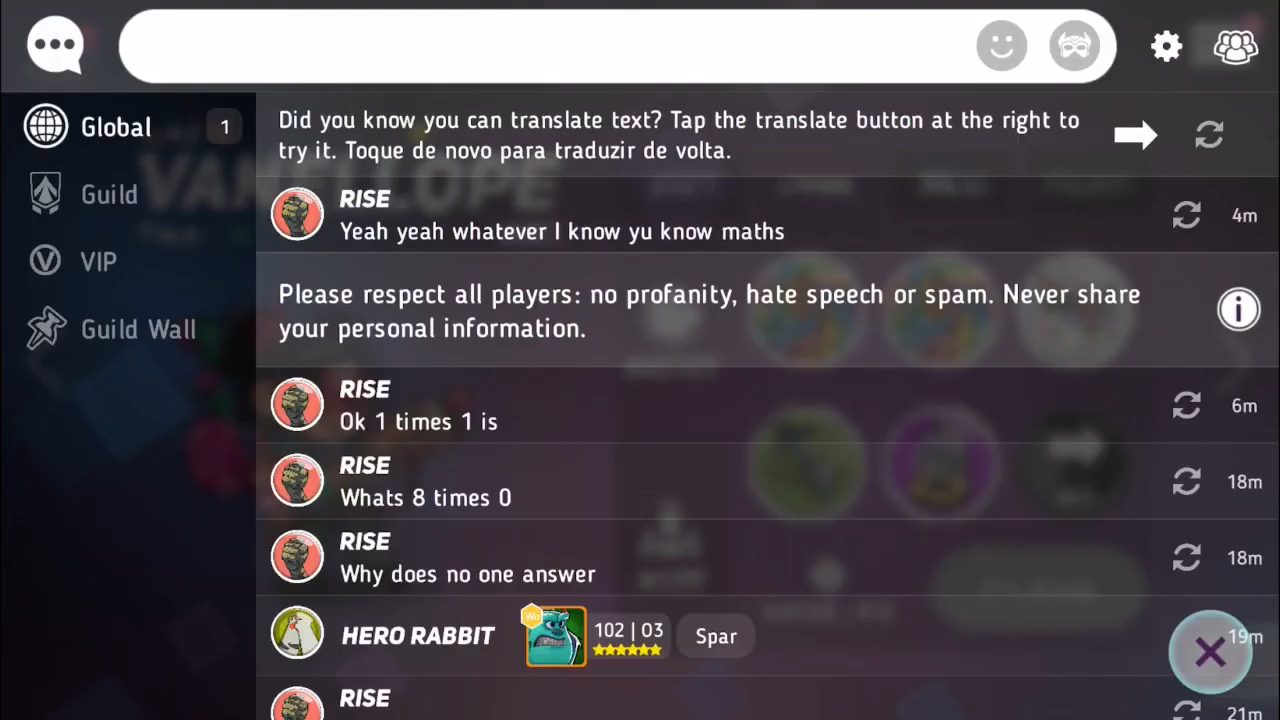 Global
1
Guild
VIP
Guild Wall
Did you know you can translate text? Tap the translate button at the right to
try it. Toque de novo para traduzir de volta.
RISE
Yeah yeah whatever I know yu know maths
4m
Please respect all players: no profanity, hate speech or spam. Never share
your personal information.
RISE
Ok 1 times 1 is
6m
RISE
Whats 8 times 0
18m
RISE
Why does no one answer
18m
HERO RABBIT
Wo
102 | 03
Spar
19m
RISE
21m
VANELLOPE